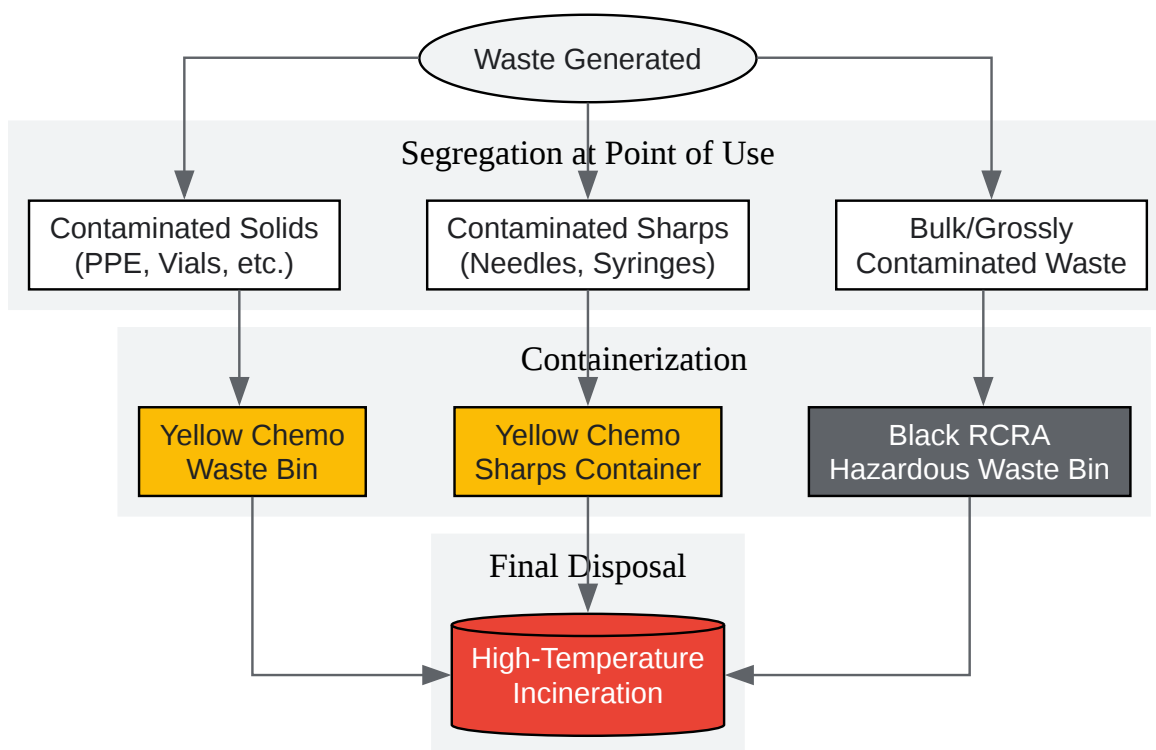 Waste Generated
Segregation at Point of Use
Contaminated Solids
(PPE, Vials, etc.)
Contaminated Sharps
(Needles, Syringes)
Bulk/Grossly
Contaminated Waste
Containerization
Yellow Chemo
Waste Bin
Yellow Chemo
Sharps Container
Black RCRA
Hazardous Waste Bin
Final Disposal
High-Temperature
Incineration